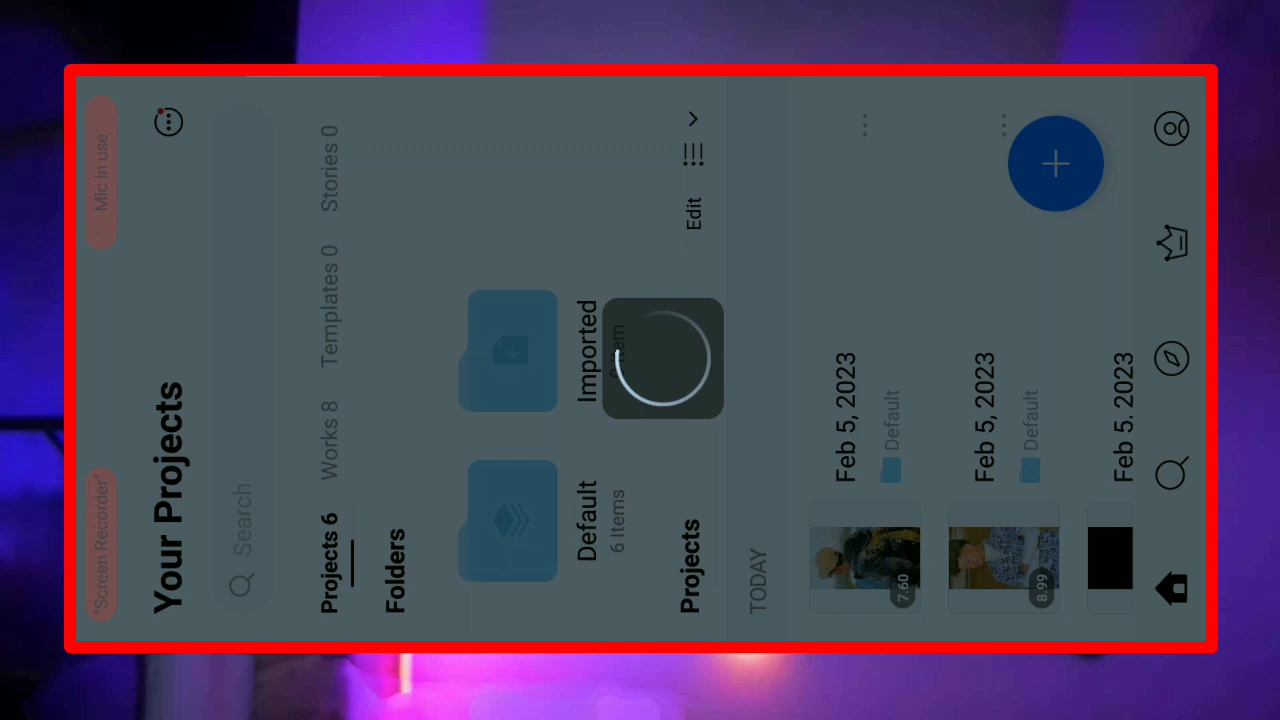 "Screen Recorder"
Mic in use
Your Projects
Search
Projects 6
Works 8
Templates 0
Stories 0
Folders
Default
6 Items
Imported
0 Item
Projects
Edit
TODAY
7.60
Feb 5, 2023
Default
8.99
Feb 5, 2023
Default
Feb 5. 2023